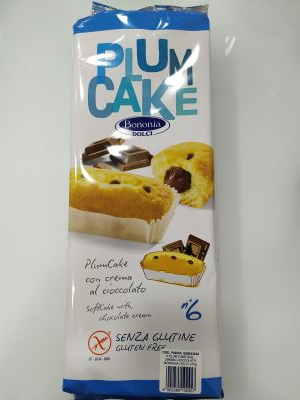 PLUM
CAKE
Bononia
DOLCI
PlumCake
con crema
al cioccolato
SoftCake with
chocolate cream
n°6
SENZA GLUTINE
GLUTEN FREE